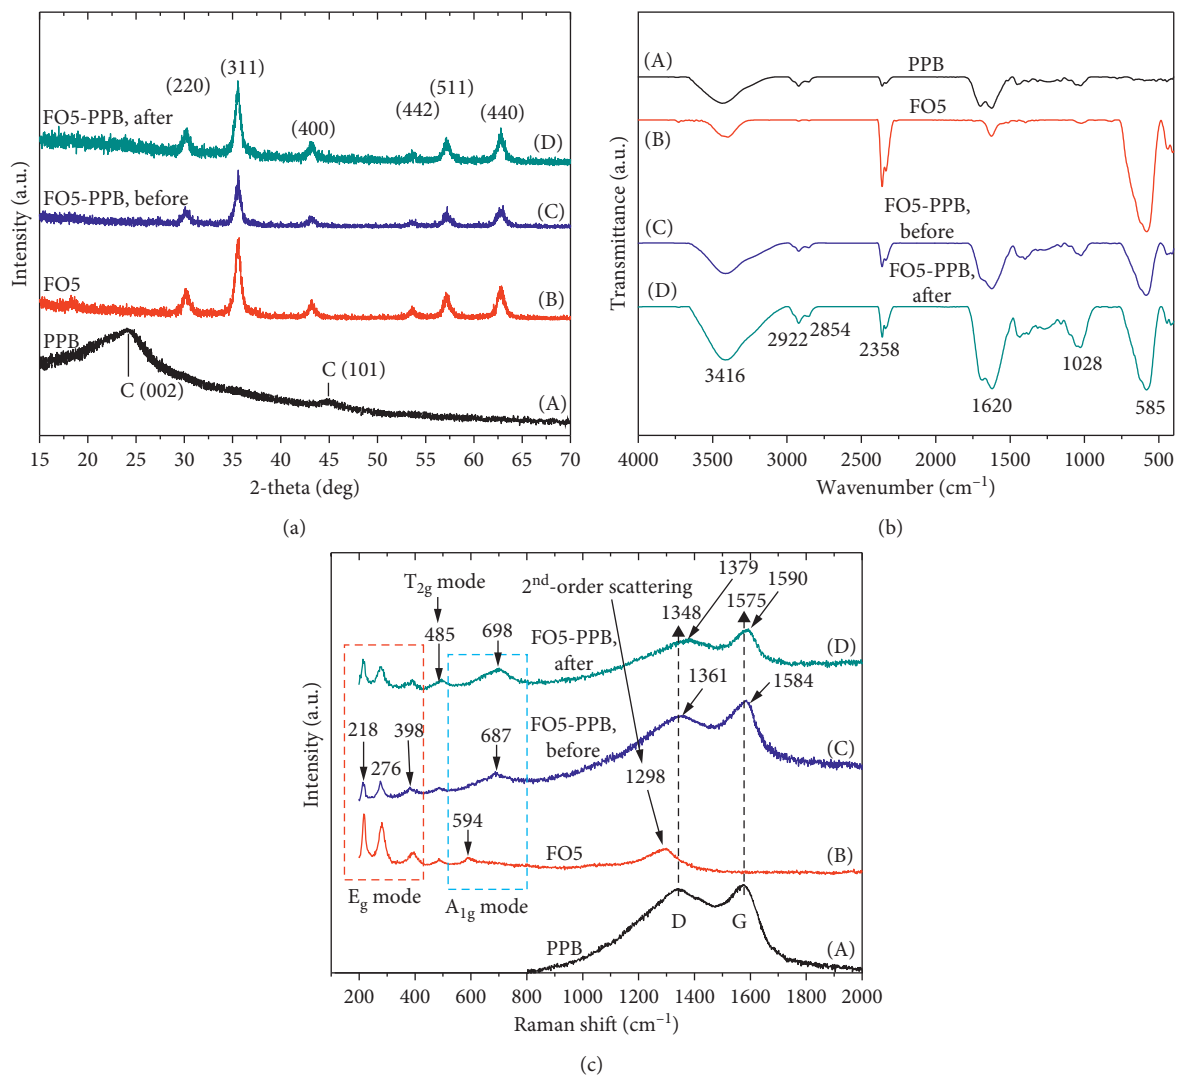 (311)
(511)
(220)
(442)
(440)
(400)
FO5-PPB, after
(D)
FO5-PPB, before
(C)
FO5
(B)
PPB
C (101)
C (002)
(A)
Intensity (a.u.)
15 20 25 30 35 40 45 50 55 60 65 70
2-theta (deg)
(a)
(A)
PPB
FO5
(B)
FO5-PPB,
before
(C)
FO5-PPB,
after
(D)
2922
2854
2358
1028
3416
1620
585
Transmittance (a.u.)
4000 3500 3000 2500 2000 1500 1000 500
Wavenumber (cm⁻¹)
(b)
1379
1590
T2g mode
2nd-order scattering
1348
1575
485
698
FO5-PPB,
after
(D)
1361
1584
218
398
687
FO5-PPB,
before
(C)
276
1298
594
FO5
(B)
Eg mode
A1g mode
D
G
PPB
(A)
Intensity (a.u.)
200 400 600 800 1000 1200 1400 1600 1800 2000
Raman shift (cm⁻¹)
(c)